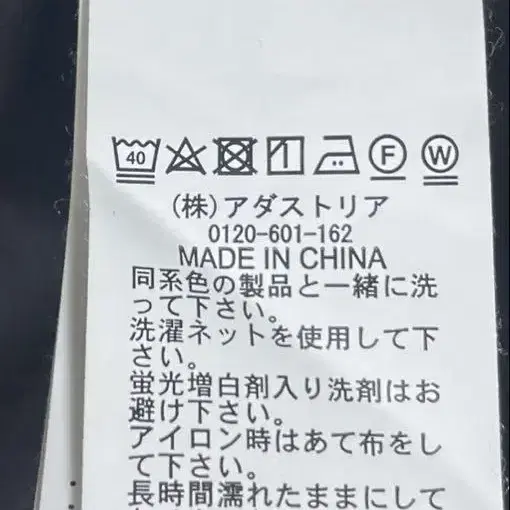 40 F W
(株)アダストリア
0120-601-162
MADE IN CHINA
同系色の製品と一緒に洗
って下さい。
洗濯ネットを使用して下
さい。
蛍光増白剤入り洗剤はお
避け下さい。
アイロン時はあて布をし
て下さい。
長時間濡れたままにして